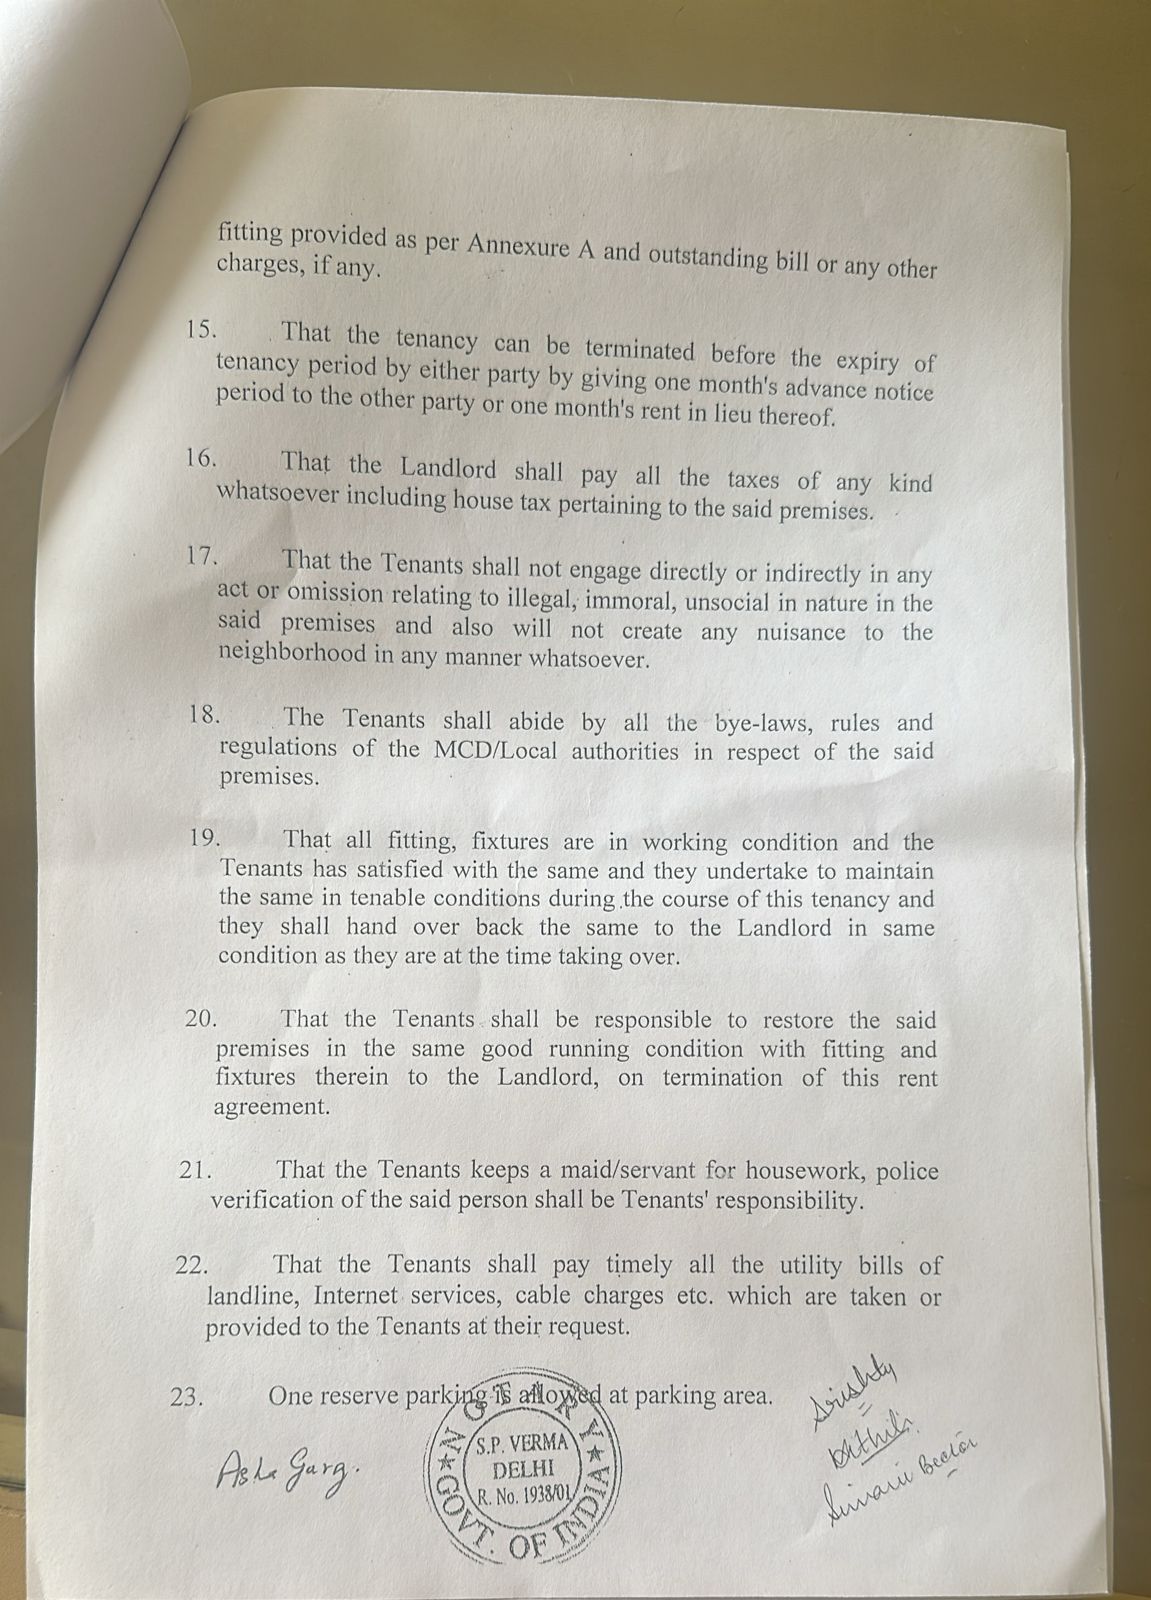 fitting provided as per Annexure A and outstanding bill or any other
charges, if any.
15. That the tenancy can be terminated before the expiry of
tenancy period by either party by giving one month's advance notice
period to the other party or one month's rent in lieu thereof.
16. That the Landlord shall pay all the taxes of any kind
whatsoever including house tax pertaining to the said premises.
17. That the Tenants shall not engage directly or indirectly in any
act or omission relating to illegal, immoral, unsocial in nature in the
said premises and also will not create any nuisance to the
neighborhood in any manner whatsoever.
18. The Tenants shall abide by all the bye-laws, rules and
regulations of the MCD/Local authorities in respect of the said
premises.
19. That all fitting, fixtures are in working condition and the
Tenants has satisfied with the same and they undertake to maintain
the same in tenable conditions during the course of this tenancy and
they shall hand over back the same to the Landlord in same
condition as they are at the time taking over.
20. That the Tenants shall be responsible to restore the said
premises in the same good running condition with fitting and
fixtures therein to the Landlord, on termination of this rent
agreement.
21. That the Tenants keeps a maid/servant for housework, police
verification of the said person shall be Tenants' responsibility.
22. That the Tenants shall pay timely all the utility bills of
landline, Internet services, cable charges etc. which are taken or
provided to the Tenants at their request.
23. One reserve parking is allowed at parking area.
Asha Garg.
NOTARY
S.P. VERMA
DELHI
R. No. 1938/01
GOVT. OF INDIA
Srishty
Bector